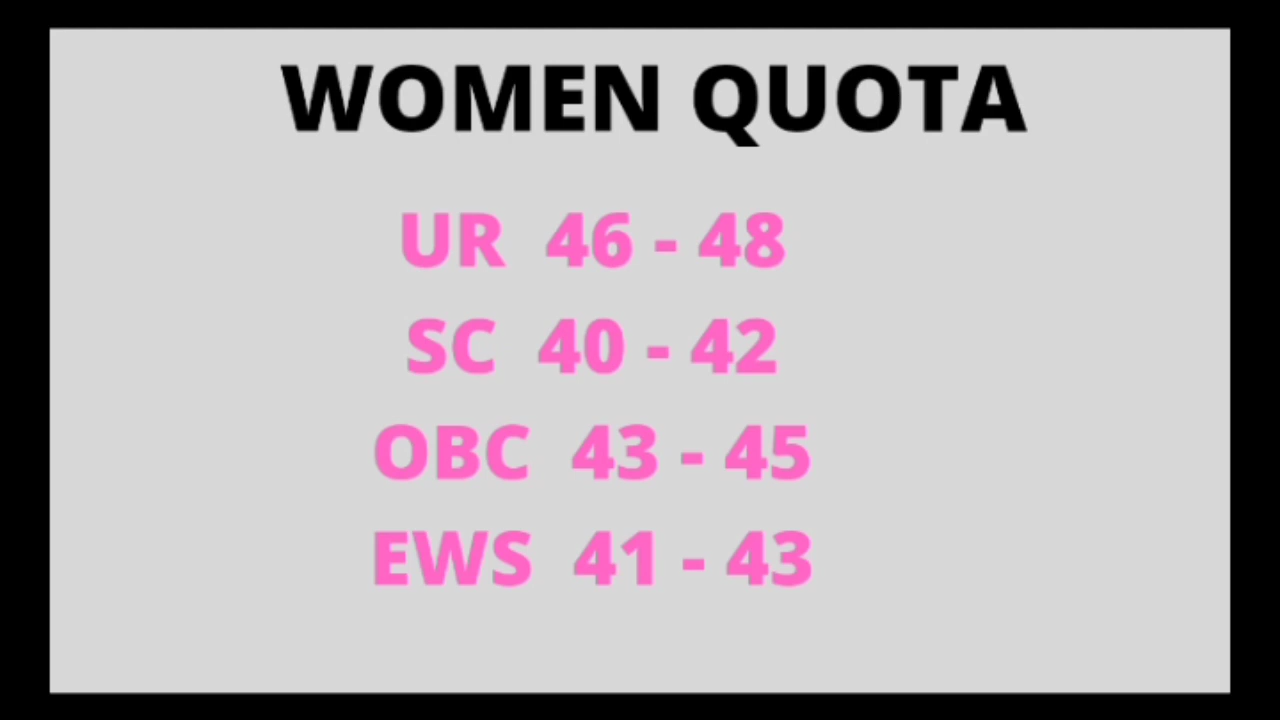 WOMEN QUOTA
UR 46 - 48
SC 40 - 42
OBC 43 - 45
EWS 41 - 43